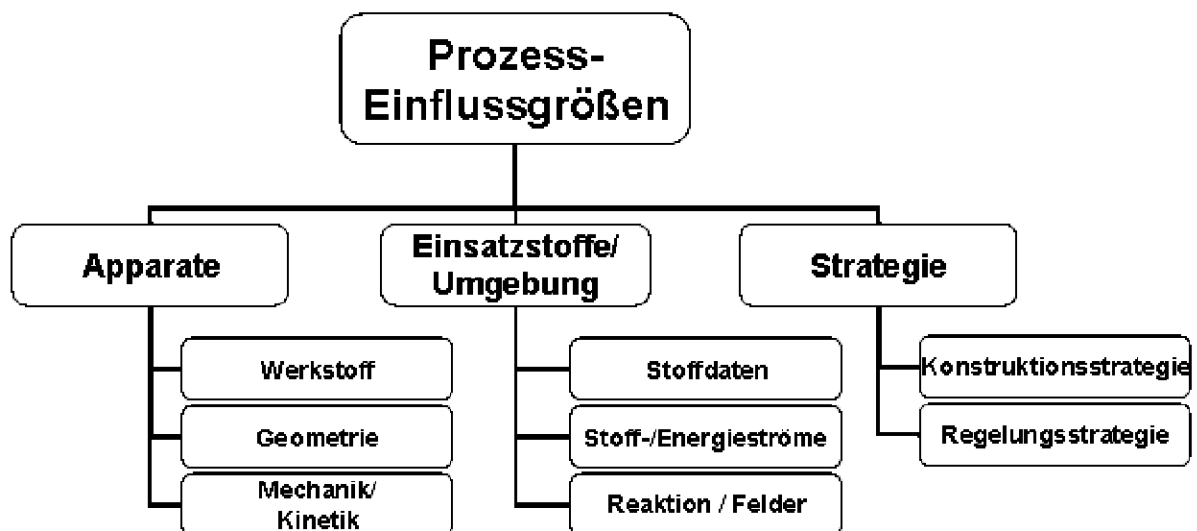 Prozess-
Einflussgrößen
Apparate
Einsatzstoffe/
Umgebung
Strategie
Werkstoff
Geometrie
Mechanik/
Kinetik
Stoffdaten
Stoff-/Energieströme
Reaktion / Felder
Konstruktionsstrategie
Regelungsstrategie